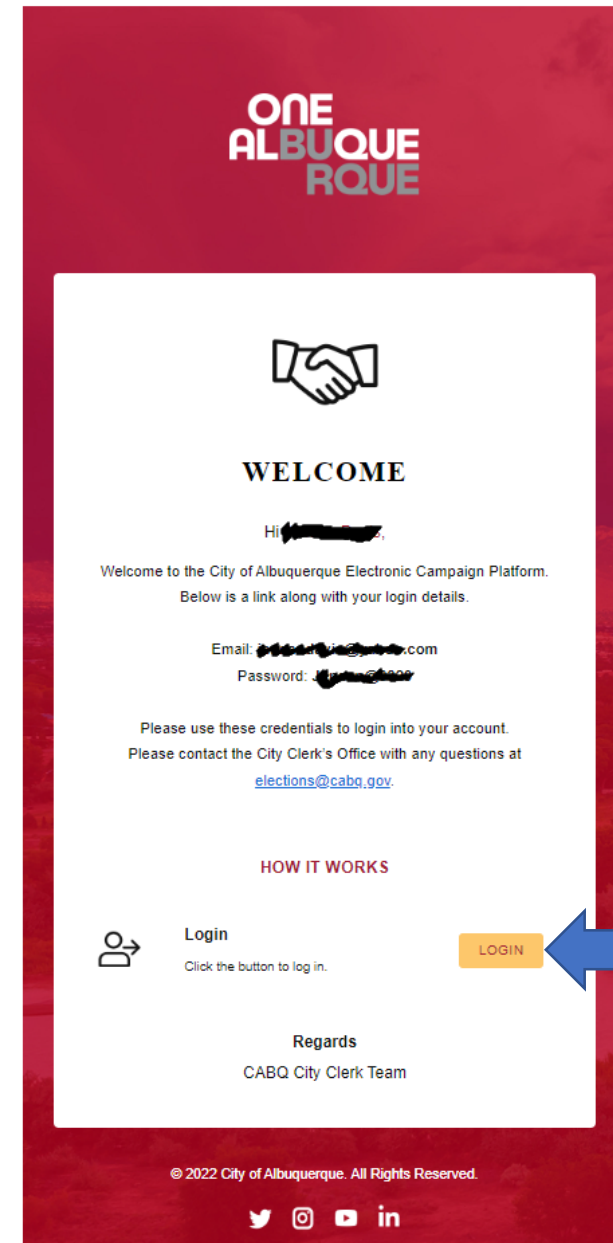 ONE
ALBUQUE
RQUE
WELCOME
Hi
Welcome to the City of Albuquerque Electronic Campaign Platform.
Below is a link along with your login details.
Email: .com
Password:
Please use these credentials to login into your account.
Please contact the City Clerk's Office with any questions at
elections@cabq.gov.
HOW IT WORKS
Login
Click the button to log in.
LOGIN
Regards
CABQ City Clerk Team
© 2022 City of Albuquerque. All Rights Reserved.